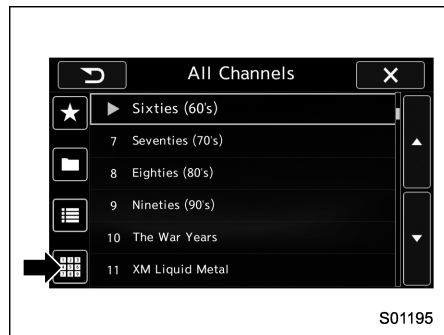 All Channels
Sixties (60's)
7 Seventies (70's)
8 Eighties (80's)
9 Nineties (90's)
10 The War Years
11 XM Liquid Metal
S01195